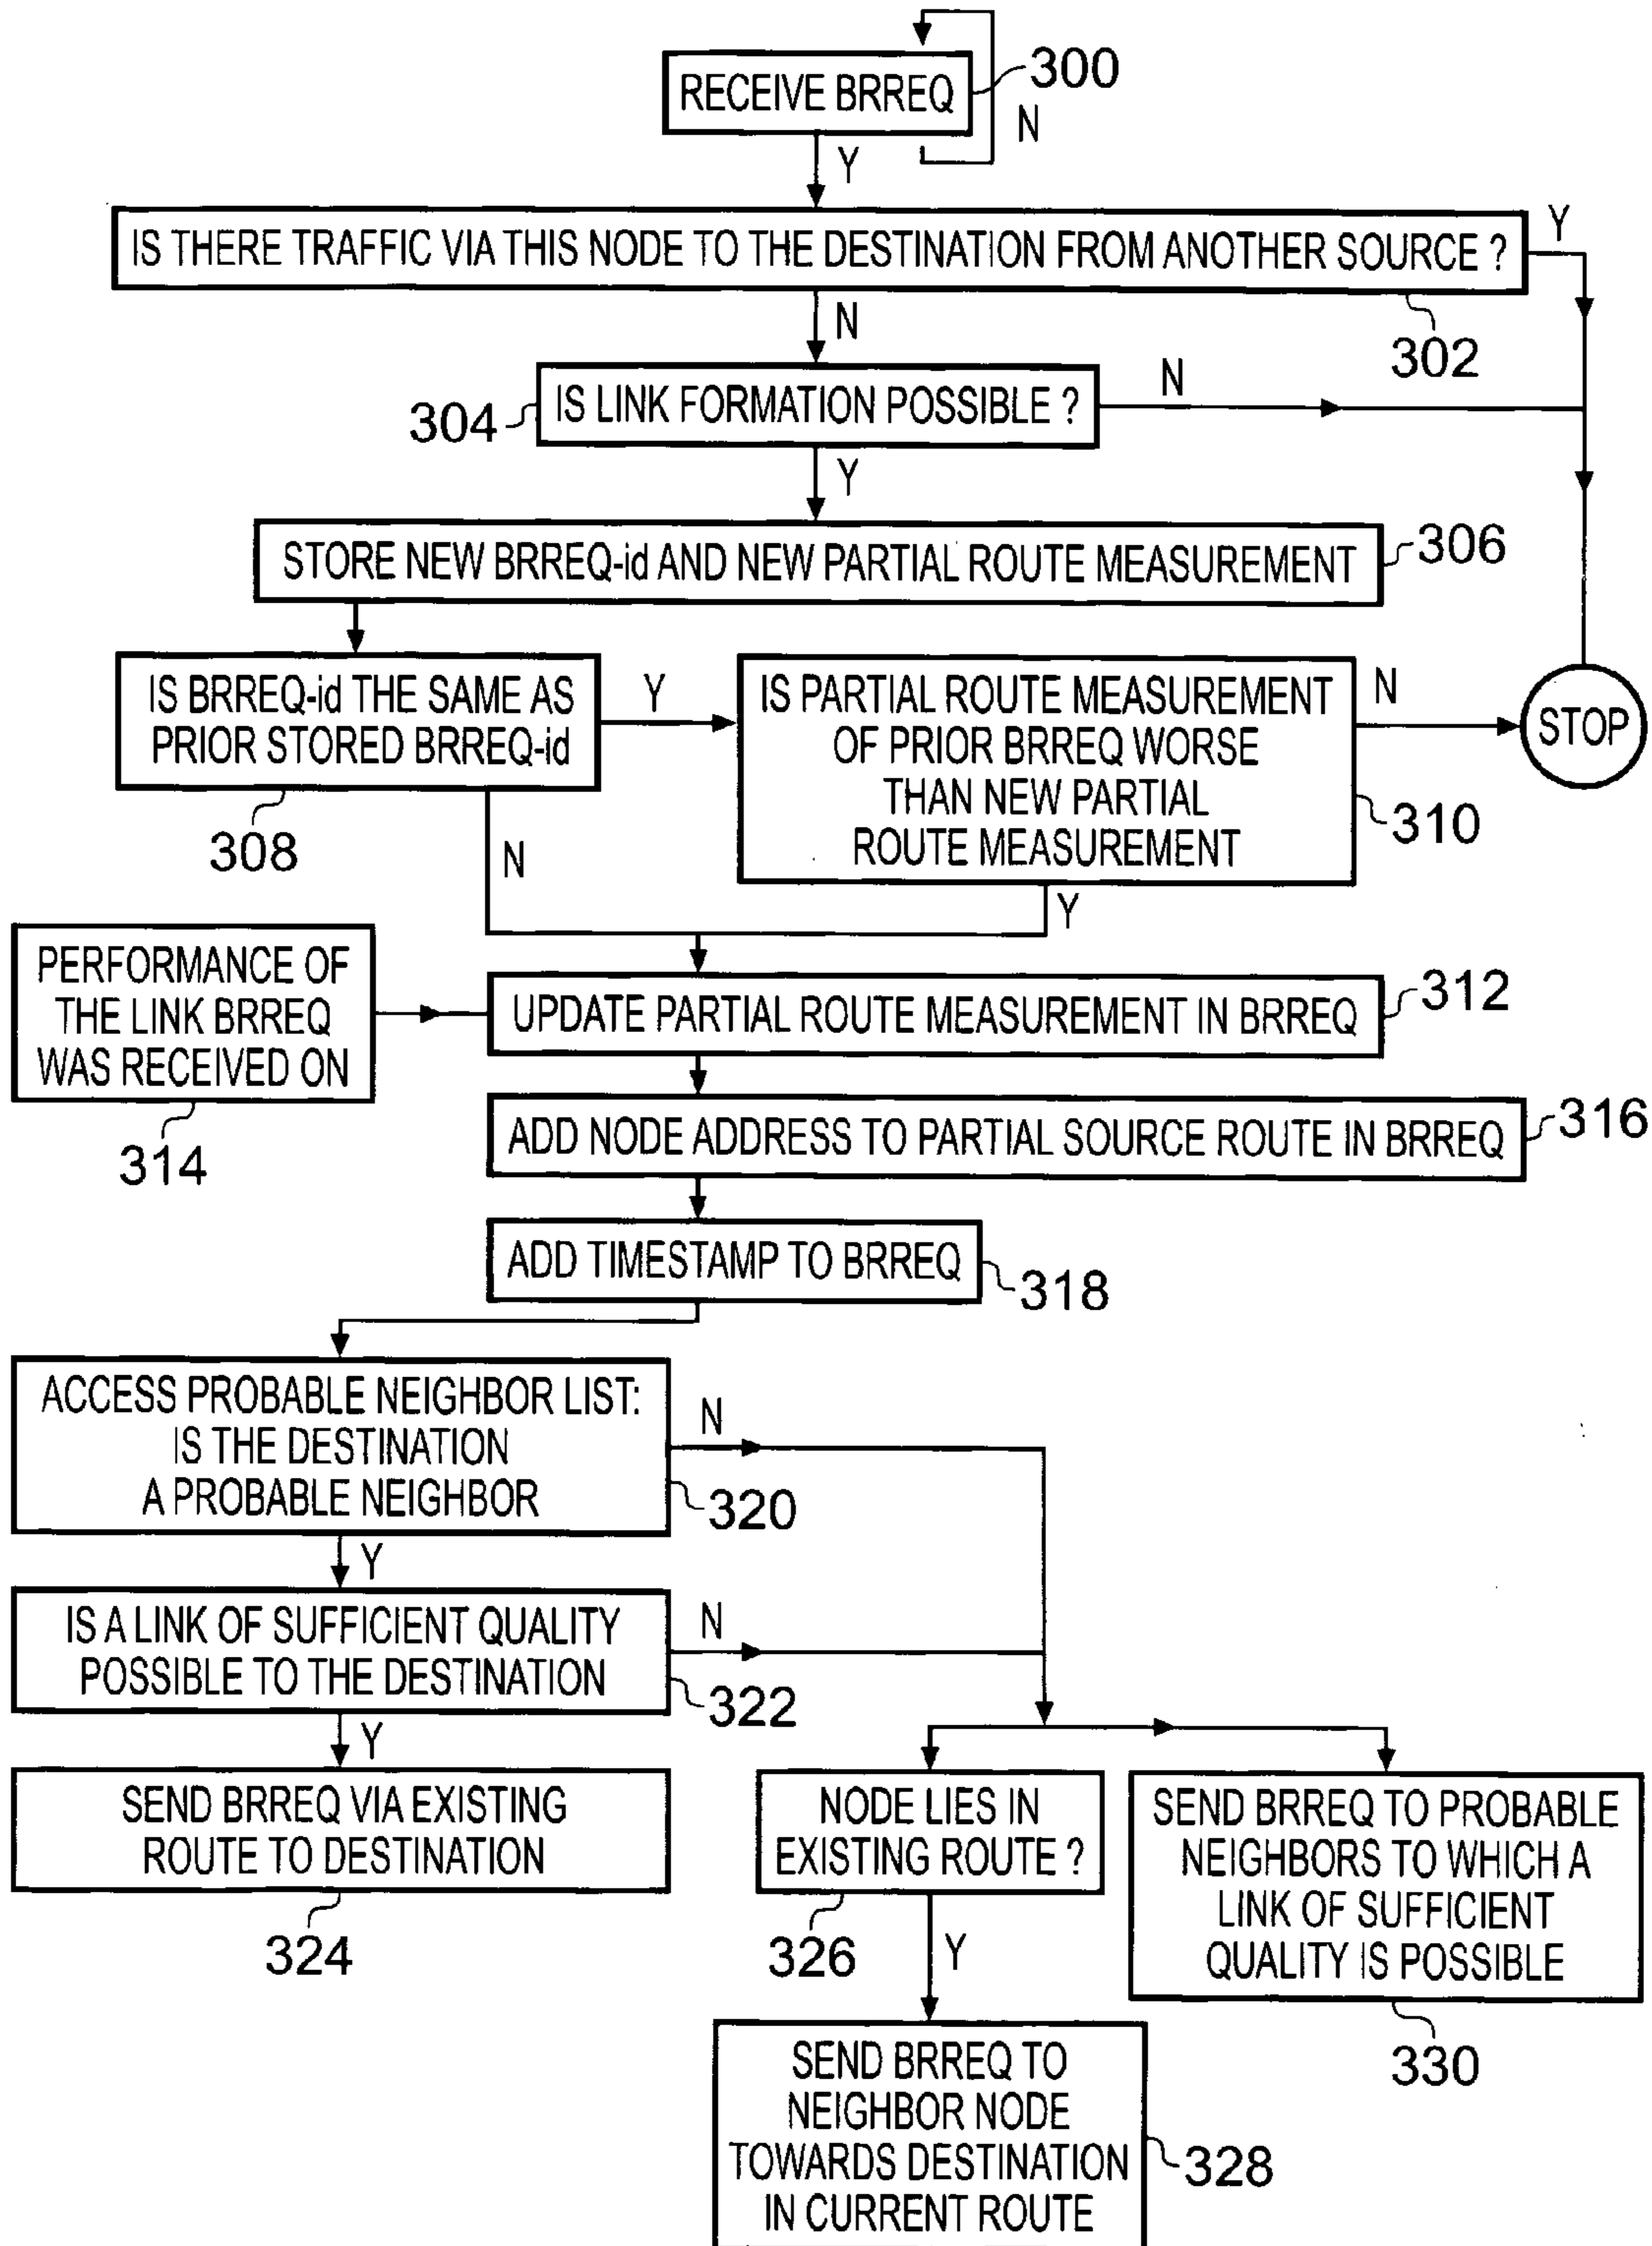 RECEIVE BRREQ
300
N
Y
IS THERE TRAFFIC VIA THIS NODE TO THE DESTINATION FROM ANOTHER SOURCE ?
Y
302
N
304
IS LINK FORMATION POSSIBLE ?
N
Y
STORE NEW BRREQ-id AND NEW PARTIAL ROUTE MEASUREMENT
306
IS BRREQ-id THE SAME AS
PRIOR STORED BRREQ-id
308
Y
N
IS PARTIAL ROUTE MEASUREMENT
OF PRIOR BRREQ WORSE
THAN NEW PARTIAL
ROUTE MEASUREMENT
310
N
Y
STOP
PERFORMANCE OF
THE LINK BRREQ
WAS RECEIVED ON
314
UPDATE PARTIAL ROUTE MEASUREMENT IN BRREQ
312
ADD NODE ADDRESS TO PARTIAL SOURCE ROUTE IN BRREQ
316
ADD TIMESTAMP TO BRREQ
318
ACCESS PROBABLE NEIGHBOR LIST:
IS THE DESTINATION
A PROBABLE NEIGHBOR
320
N
Y
IS A LINK OF SUFFICIENT QUALITY
POSSIBLE TO THE DESTINATION
322
N
Y
SEND BRREQ VIA EXISTING
ROUTE TO DESTINATION
324
NODE LIES IN
EXISTING ROUTE ?
326
Y
SEND BRREQ TO PROBABLE
NEIGHBORS TO WHICH A
LINK OF SUFFICIENT
QUALITY IS POSSIBLE
330
SEND BRREQ TO
NEIGHBOR NODE
TOWARDS DESTINATION
IN CURRENT ROUTE
328